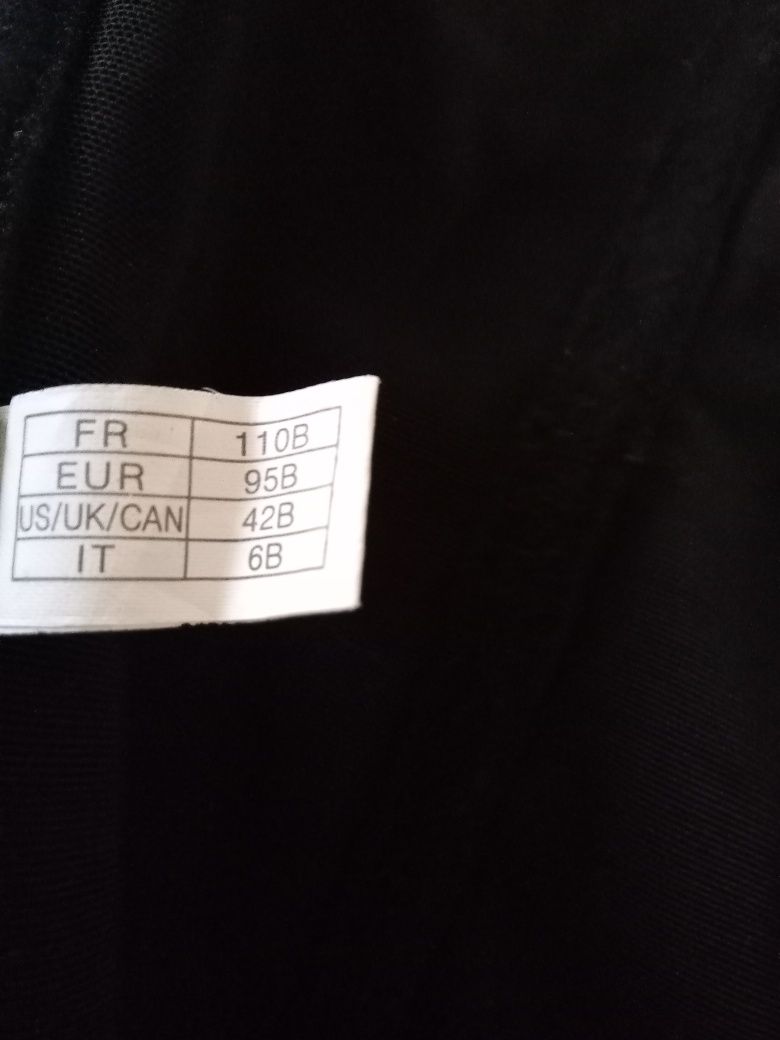 FR 110B
EUR 95B
US/UK/CAN 42B
IT 6B